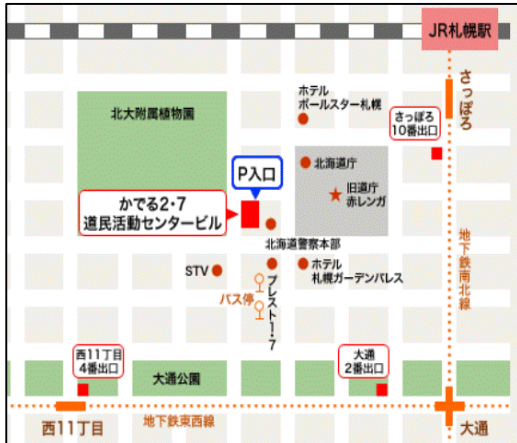 JR札幌駅
さっぽろ
ホテル
ポールスター札幌
さっぽろ
10番出口
北大附属植物園
北海道庁
P入口
旧道庁
赤レンガ
かでる2・7
道民活動センタービル
北海道警察本部
地下鉄南北線
STV
プレスト1・7
ホテル
札幌ガーデンパレス
バス停
西11丁目
4番出口
大通公園
大通
2番出口
西11丁目
地下鉄東西線
大通